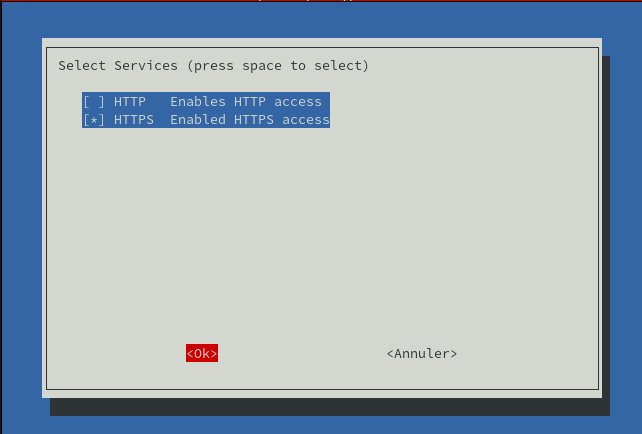 Select Services (press space to select)
[ ] HTTP   Enables HTTP access
[*] HTTPS  Enabled HTTPS access
<Ok>                     <Annuler>